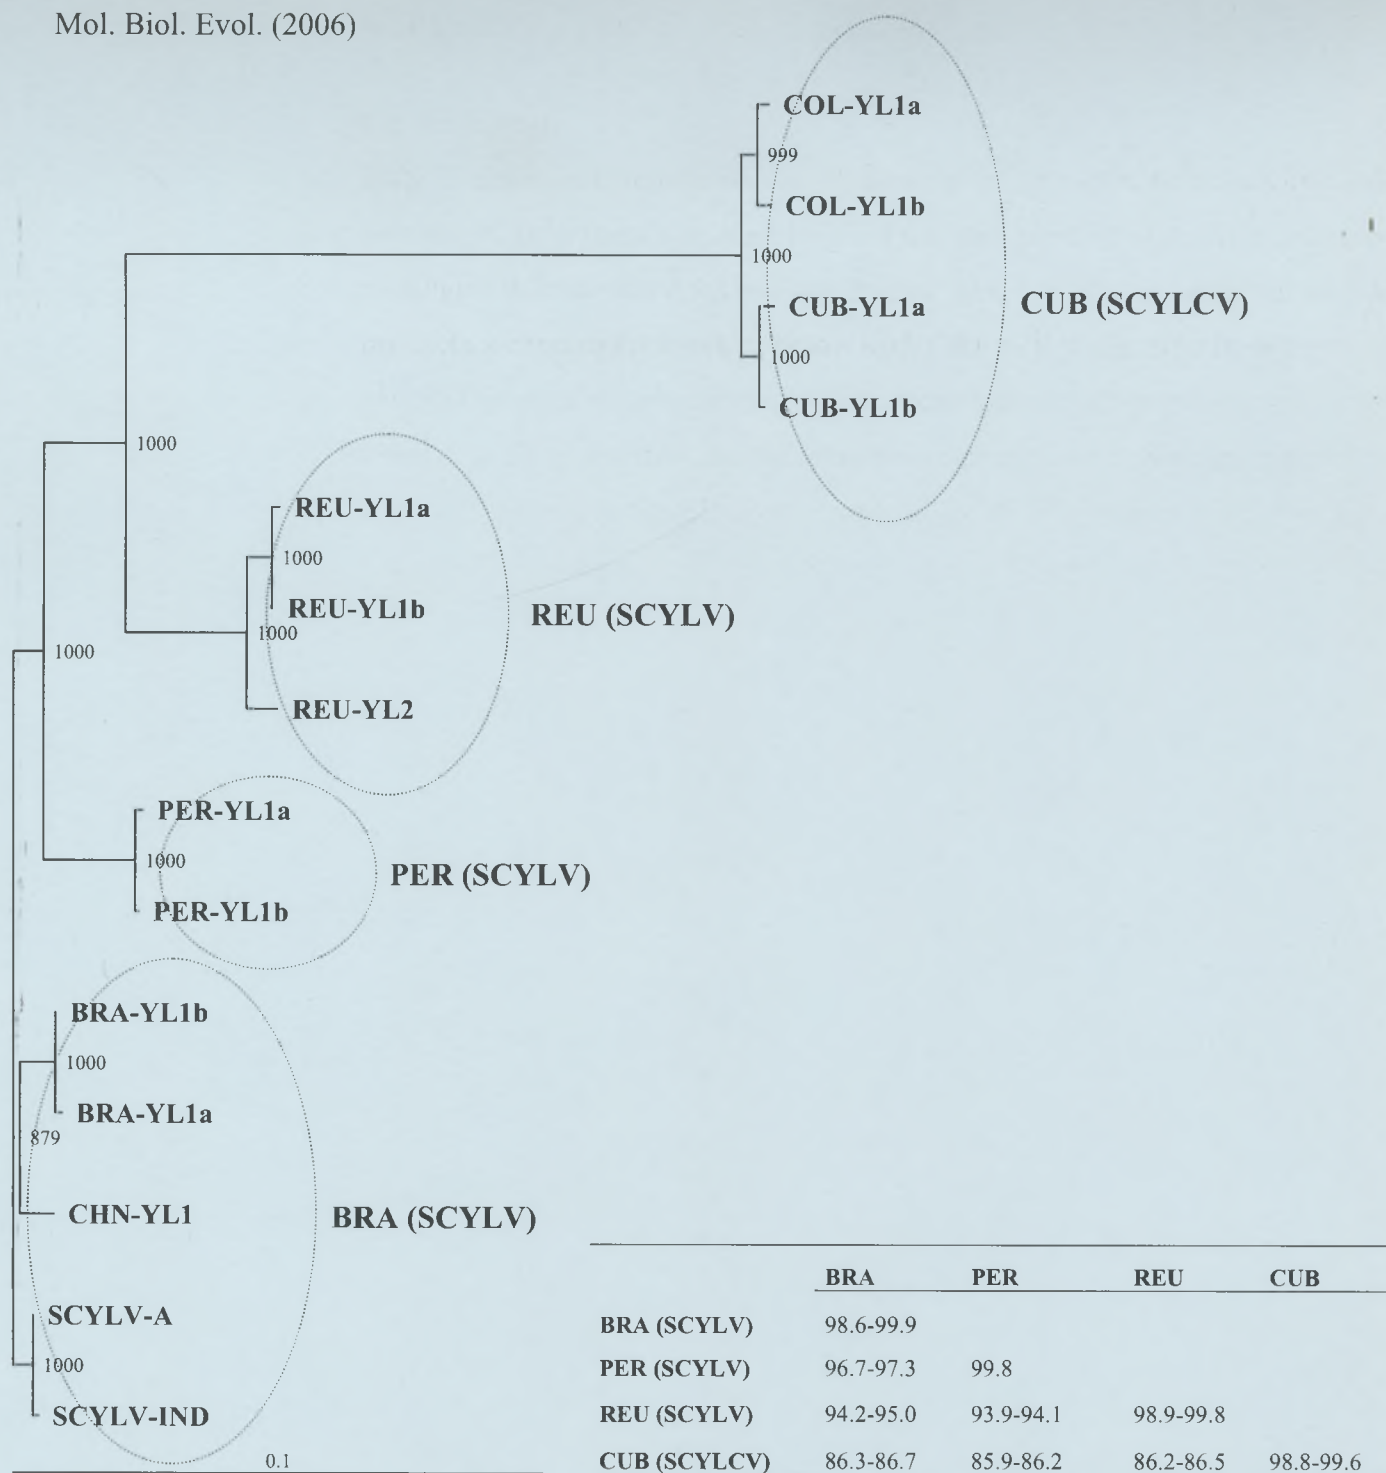 Mol. Biol. Evol. (2006)
COL-YL1a
999
COL-YL1b
1000
CUB-YL1a
CUB (SCYLCV)
1000
CUB-YL1b
1000
REU-YL1a
1000
REU-YL1b
REU (SCYLV)
1000
1000
REU-YL2
PER-YL1a
1000
PER (SCYLV)
PER-YL1b
BRA-YL1b
1000
BRA-YL1a
879
CHN-YL1
BRA (SCYLV)
SCYLV-A
1000
SCYLV-IND
0.1
BRA PER REU CUB
BRA (SCYLV) 98.6-99.9
PER (SCYLV) 96.7-97.3 99.8
REU (SCYLV) 94.2-95.0 93.9-94.1 98.9-99.8
CUB (SCYLCV) 86.3-86.7 85.9-86.2 86.2-86.5 98.8-99.6